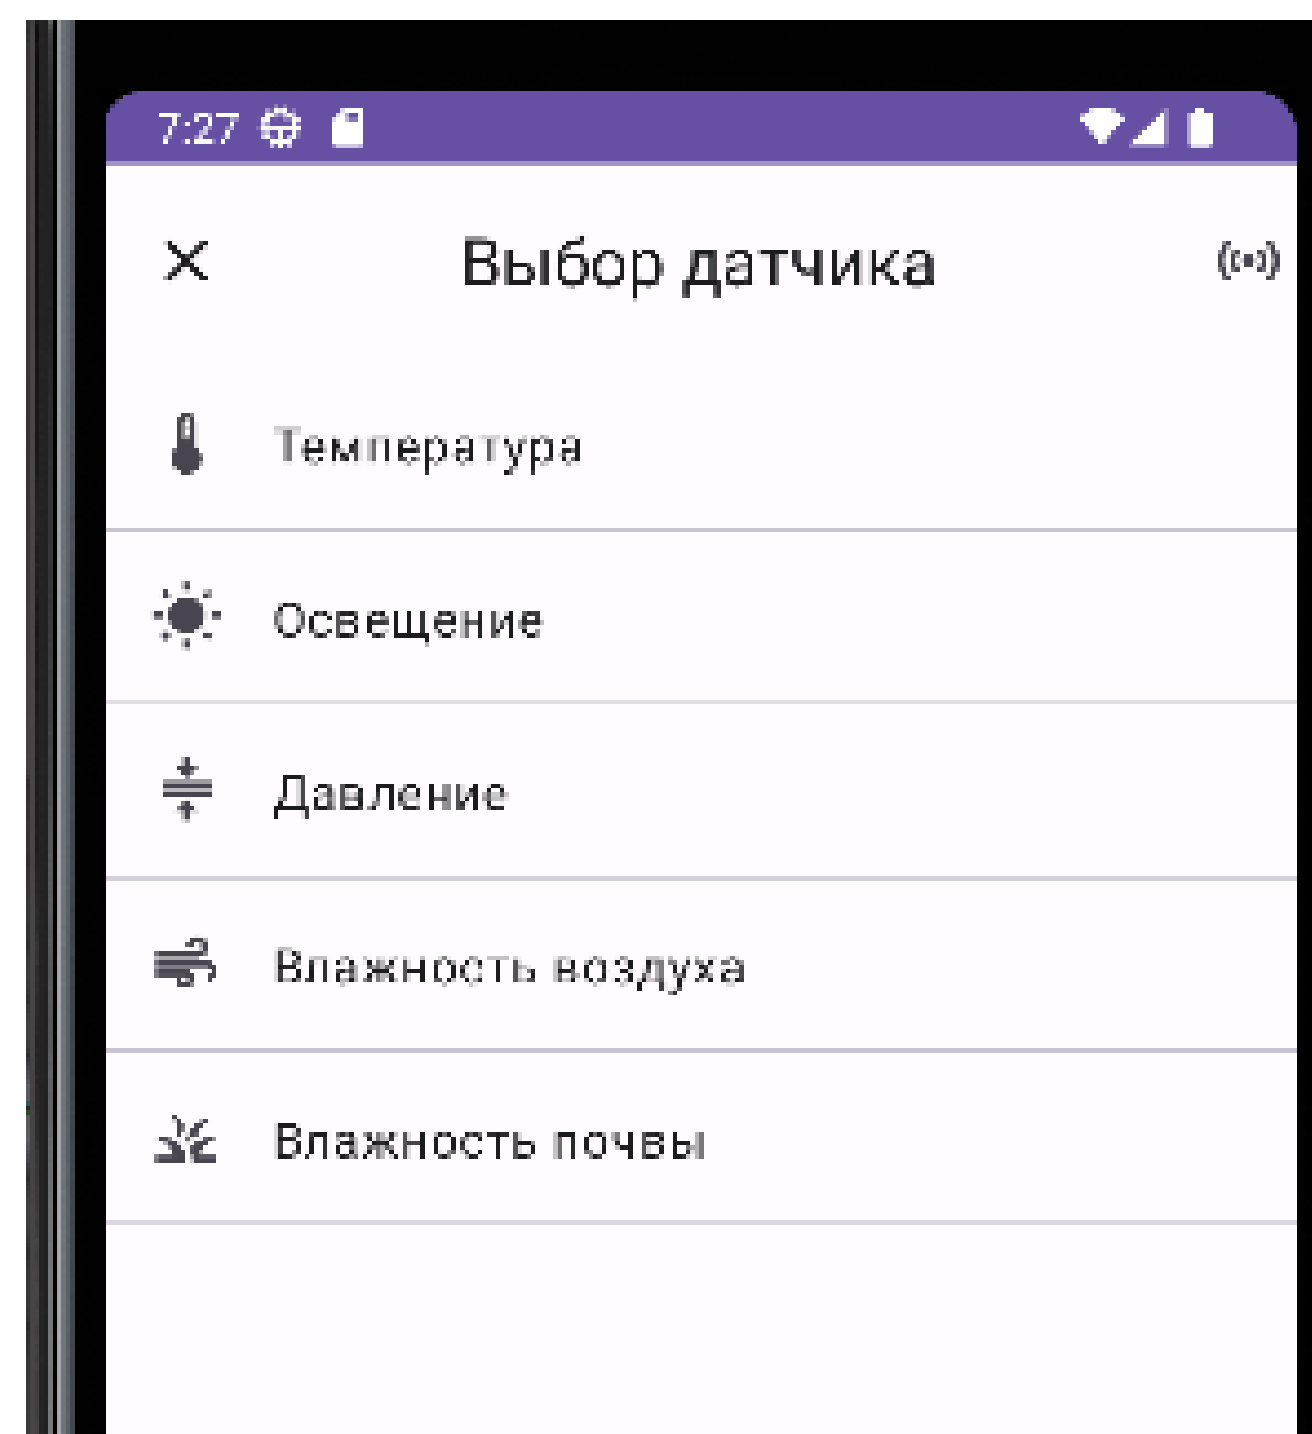 7:27
Выбор датчика
Температура
Освещение
Давление
Влажность воздуха
Влажность почвы